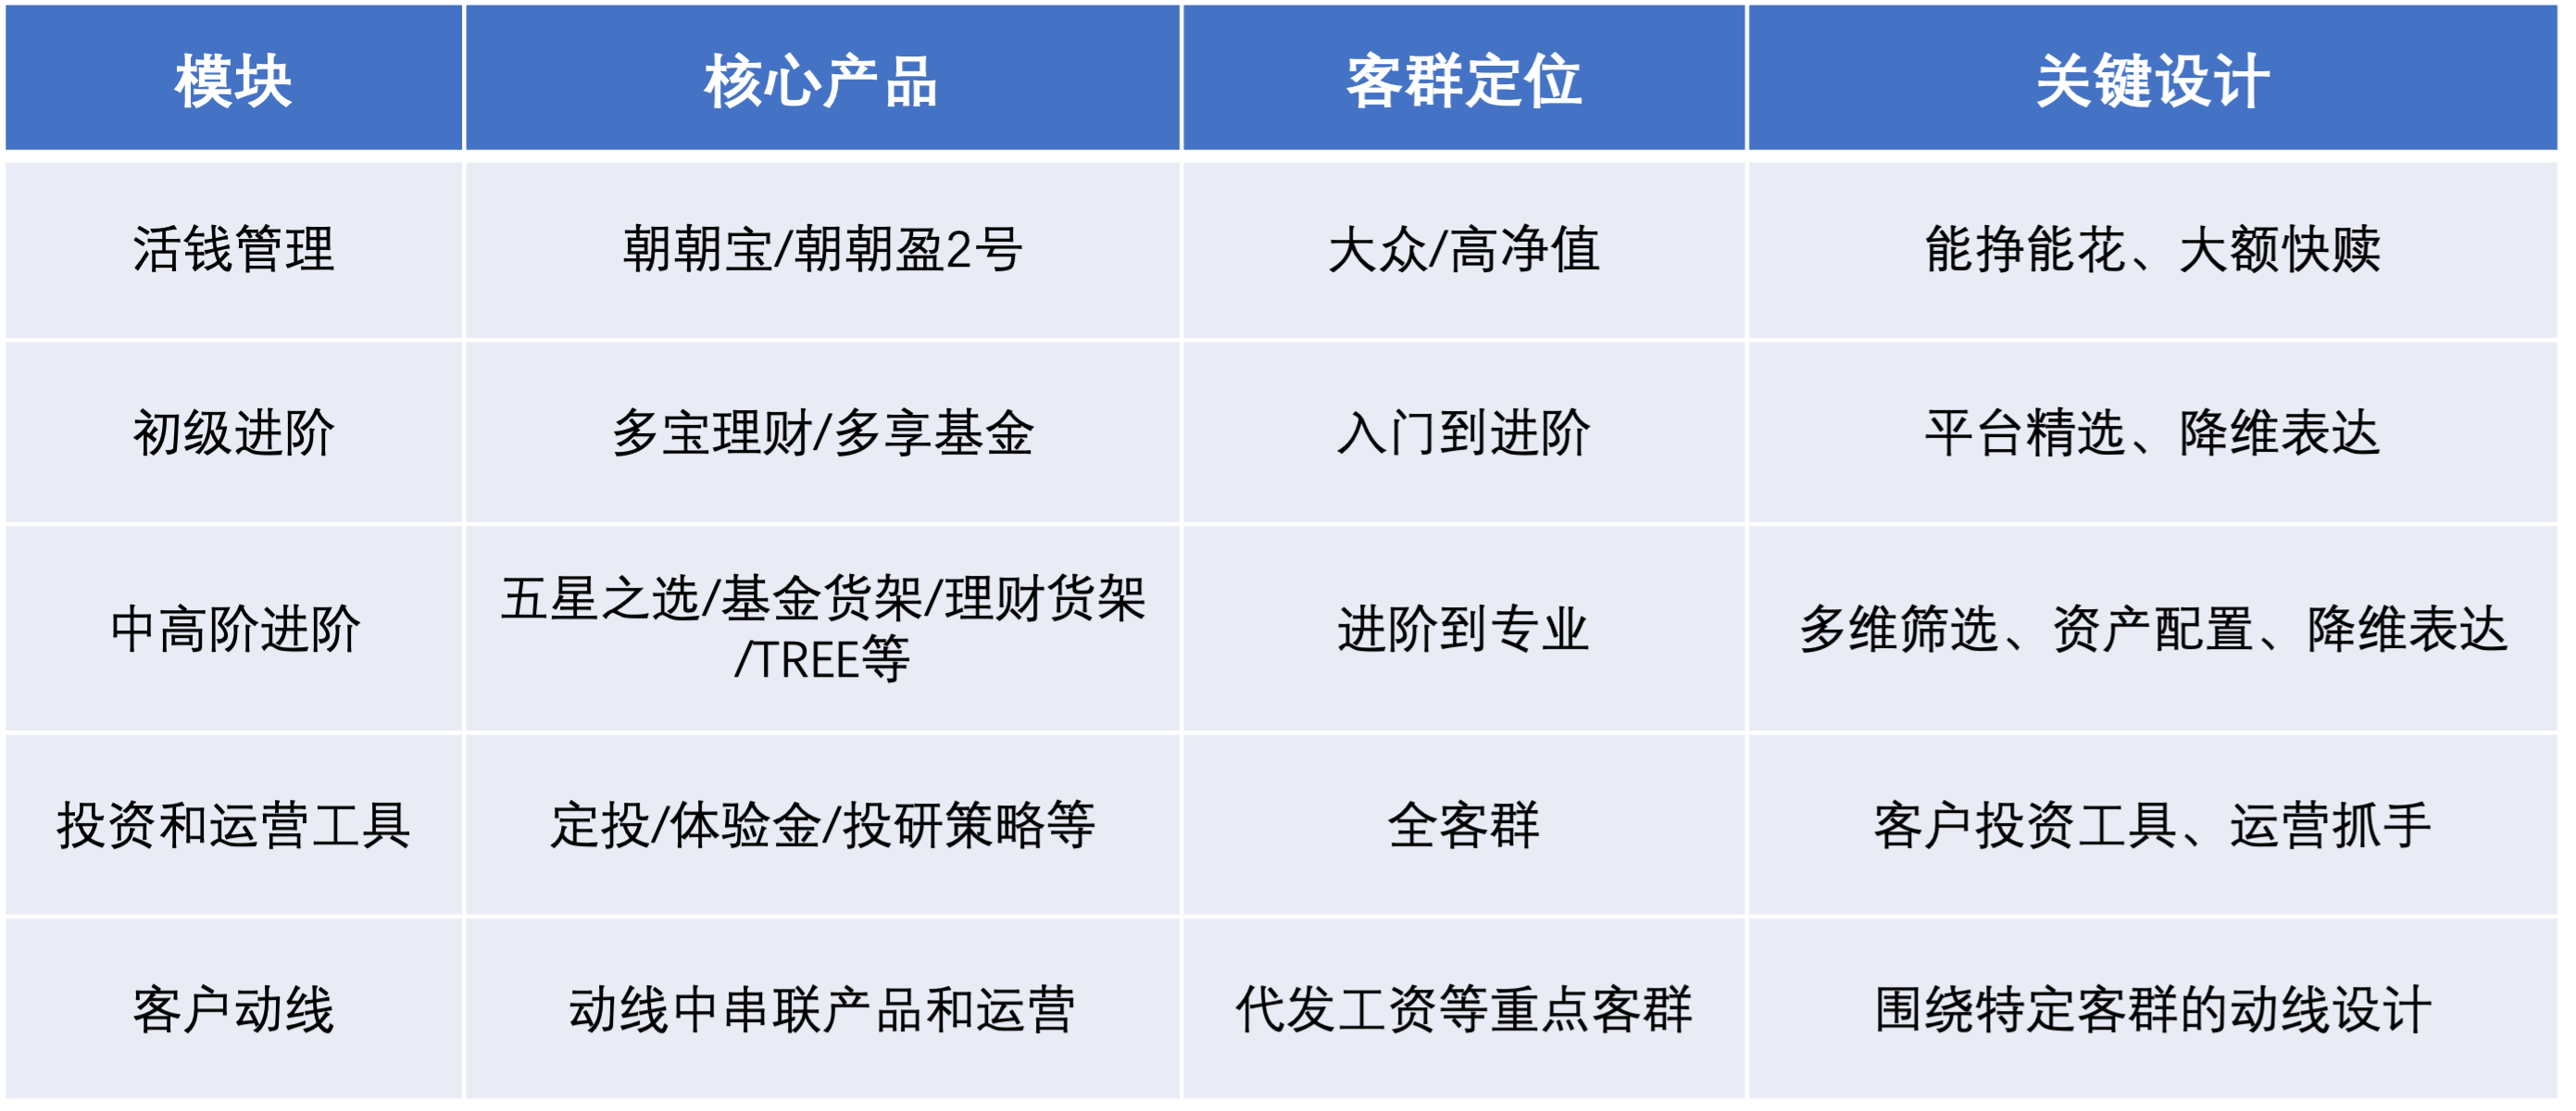 模块 核心产品 客群定位 关键设计
活钱管理 朝朝宝/朝朝盈2号 大众/高净值 能挣能花、大额快赎
初级进阶 多宝理财/多享基金 入门到进阶 平台精选、降维表达
中高阶进阶 五星之选/基金货架/理财货架
/TREE等 进阶到专业 多维筛选、资产配置、降维表达
投资和运营工具 定投/体验金/投研策略等 全客群 客户投资工具、运营抓手
客户动线 动线中串联产品和运营 代发工资等重点客群 围绕特定客群的动线设计